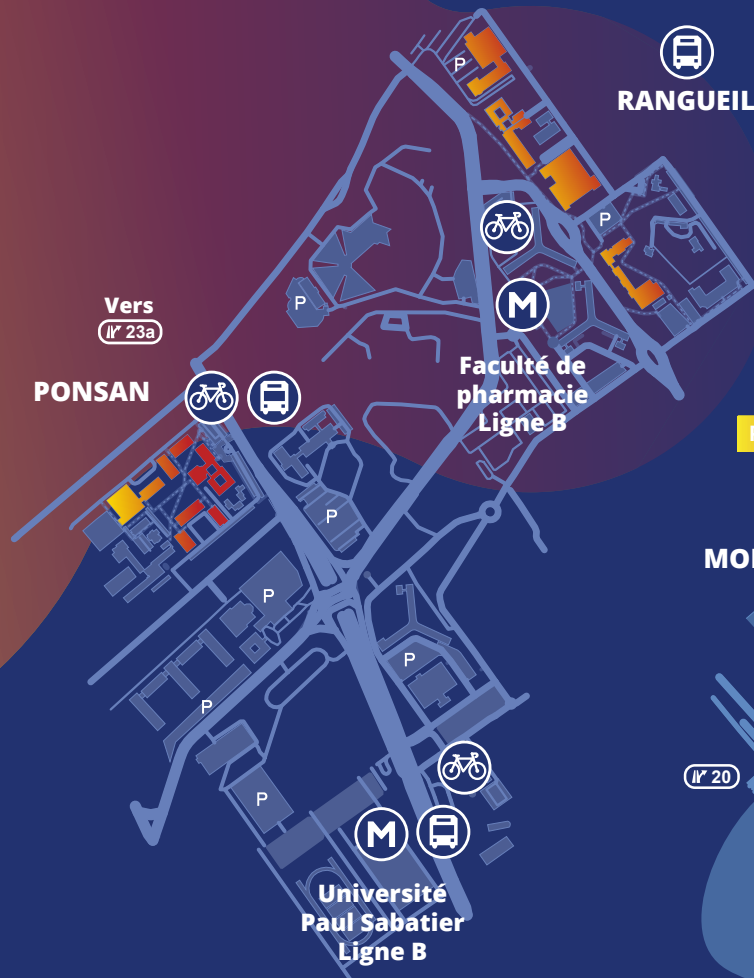 P
RANGUEIL
P
P
M
Vers
23a
Faculté de
pharmacie
Ligne B
PONSAN
P
P
P
P
20
P
M
Université
Paul Sabatier
Ligne B